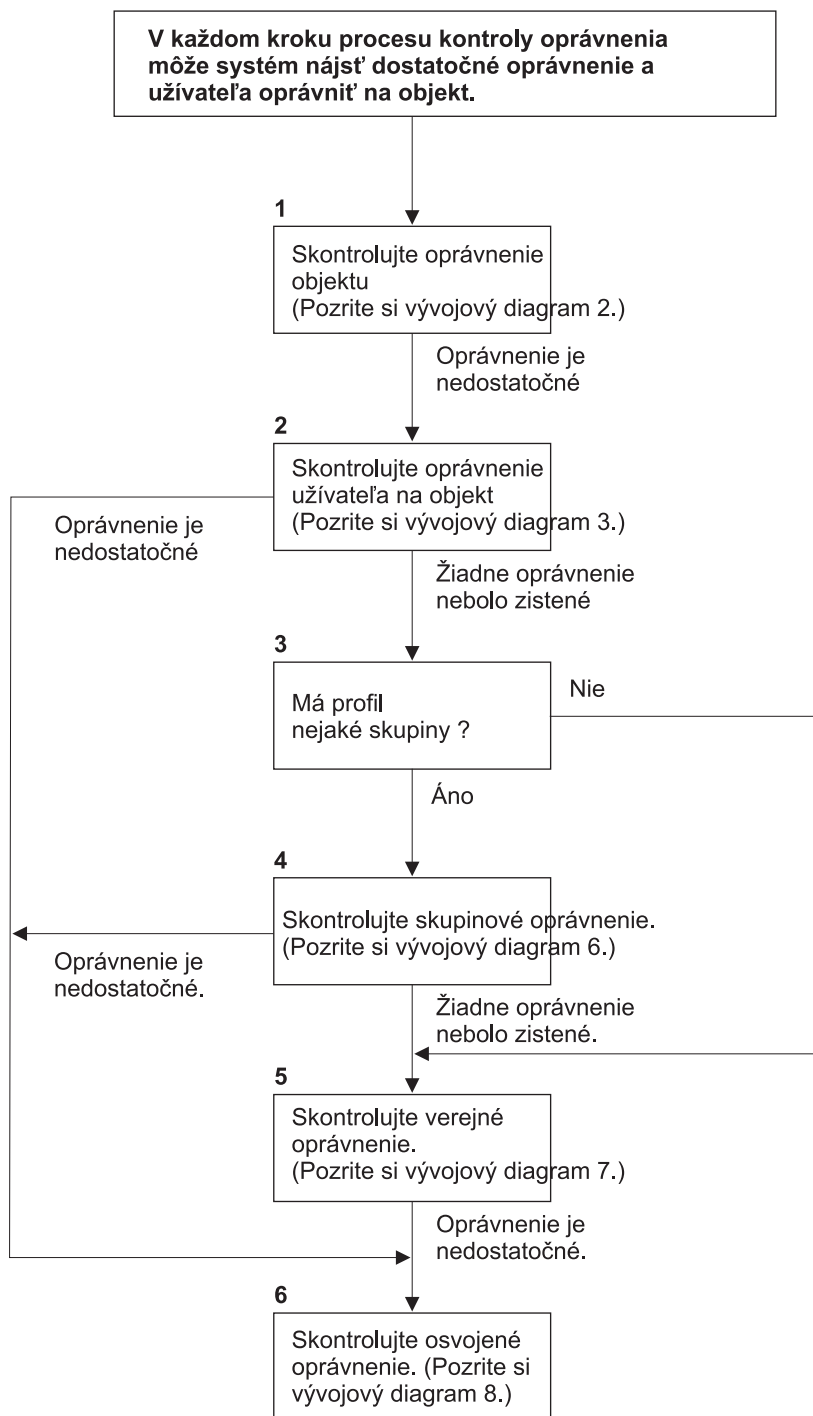 V každom kroku procesu kontroly oprávnenia
môže systém nájsť dostatočné oprávnenie a
užívateľa oprávniť na objekt.
1
Skontrolujte oprávnenie
objektu
(Pozrite si vývojový diagram 2.)
Oprávnenie je
nedostatočné
2
Skontrolujte oprávnenie
užívateľa na objekt
(Pozrite si vývojový diagram 3.)
Oprávnenie je
nedostatočné
Žiadne oprávnenie
nebolo zistené
3
Má profil
nejaké skupiny ?
Nie
Áno
4
Skontrolujte skupinové oprávnenie.
(Pozrite si vývojový diagram 6.)
Oprávnenie je
nedostatočné.
Žiadne oprávnenie
nebolo zistené.
5
Skontrolujte verejné
oprávnenie.
(Pozrite si vývojový diagram 7.)
Oprávnenie je
nedostatočné.
6
Skontrolujte osvojené
oprávnenie. (Pozrite si
vývojový diagram 8.)